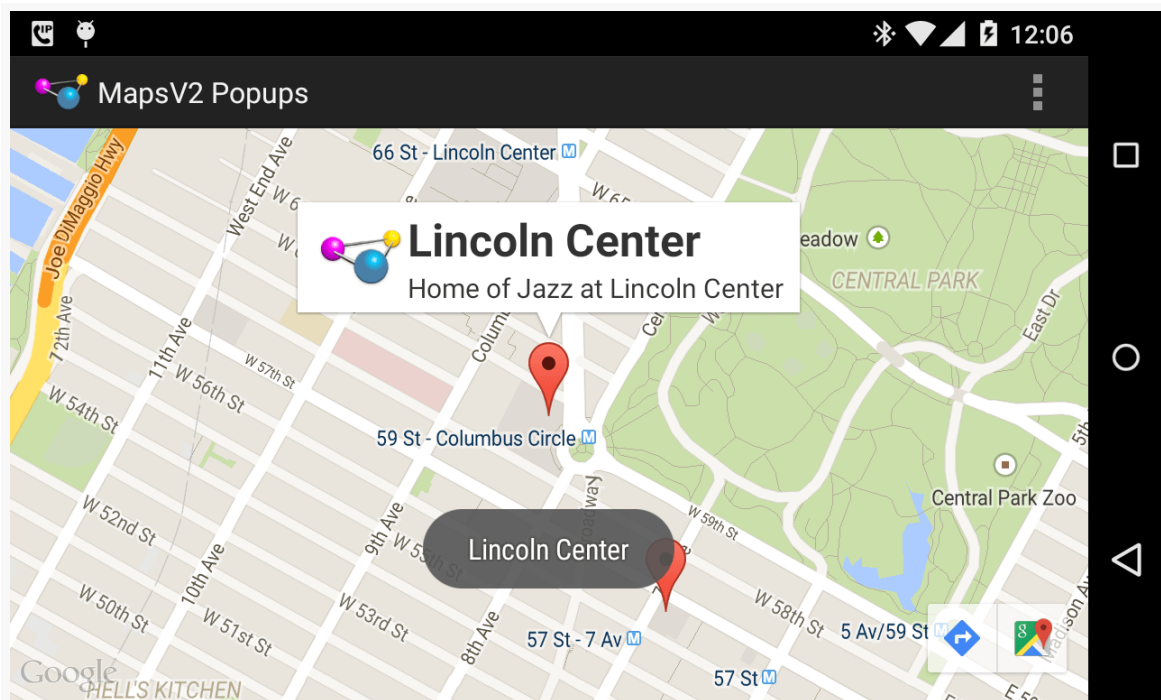 12:06
MapsV2 Popups
Joe DiMaggio Hwy
West End Ave
66 St - Lincoln Center
Lincoln Center
Home of Jazz at Lincoln Center
eadow
CENTRAL PARK
East Dr
12th Ave
11th Ave
W 57th St
W 56th St
W 54th St
59 St - Columbus Circle
Central Park Zoo
W 52nd St
10th Ave
9th Ave
W 59th St
Lincoln Center
W 50th St
W 51st St
W 53rd St
8th Ave
57 St - 7 Av
W 58th St
5 Av/59 St
57 St
Google
HELL'S KITCHEN